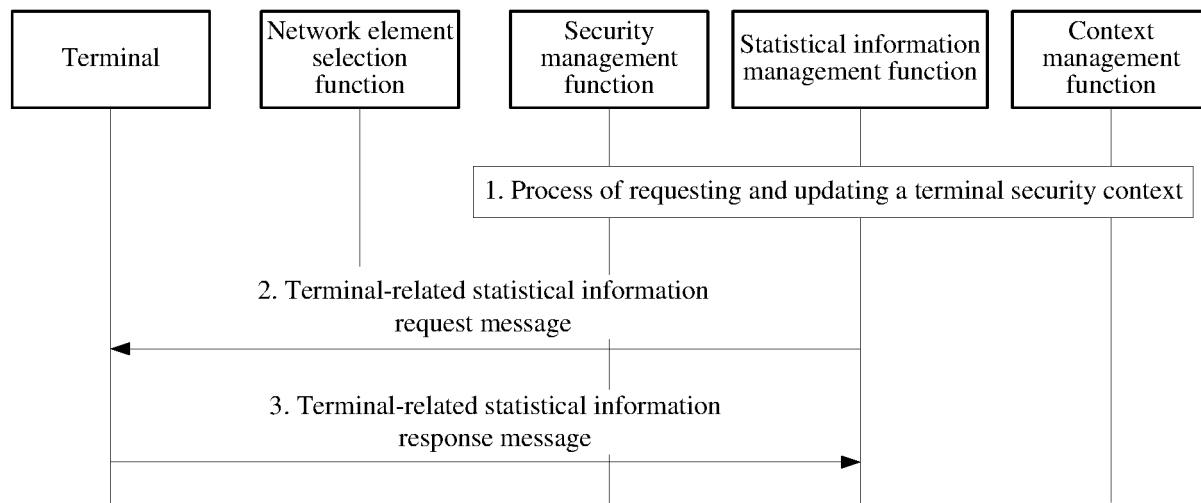 Terminal
Network element
selection
function
Security
management
function
Statistical information
management function
Context
management
function
1. Process of requesting and updating a terminal security context
2. Terminal-related statistical information
request message
3. Terminal-related statistical information
response message